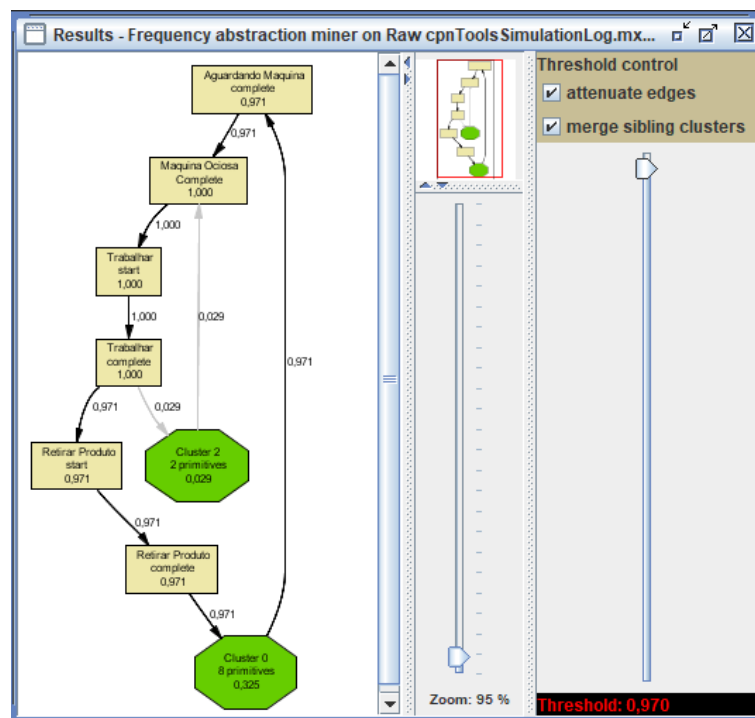 Results - Frequency abstraction miner on Raw cpnToolsSimulationLog.mx...
Aguardando Maquina
complete
0,971
0,971
Maquina Ociosa
Complete
1,000
1,000
Trabalhar
start
1,000
1,000
0,029
Trabalhar
complete
1,000
0,971
0,971
0,029
Retirar Produto
start
0,971
Cluster 2
2 primitives
0,029
0,971
Retirar Produto
complete
0,971
0,971
Cluster 0
8 primitives
0,325
Zoom: 95 %
Threshold control
attenuate edges
merge sibling clusters
Threshold: 0,970